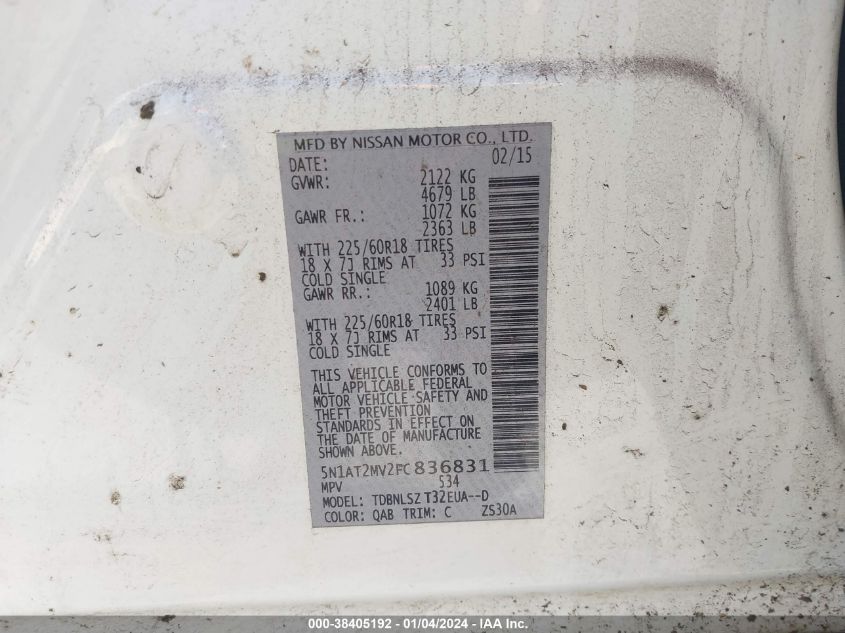 MFD BY NISSAN MOTOR CO., LTD.
DATE: 02/15
GVWR: 2122 KG
4679 LB
GAWR FR.: 1072 KG
2363 LB
WITH 225/60R18 TIRES
18 X 7J RIMS AT 33 PSI
COLD SINGLE
GAWR RR.: 1089 KG
2401 LB
WITH 225/60R18 TIRES
18 X 7J RIMS AT 33 PSI
COLD SINGLE
THIS VEHICLE CONFORMS TO
ALL APPLICABLE FEDERAL
MOTOR VEHICLE SAFETY AND
THEFT PREVENTION
STANDARDS IN EFFECT ON
THE DATE OF MANUFACTURE
SHOWN ABOVE.
5N1AT2MV2FC836831
MPV 534
MODEL: TDBNLSZ T32EUA--D
COLOR: QAB TRIM: C ZS30A
000-38405192 - 01/04/2024 - IAA Inc.